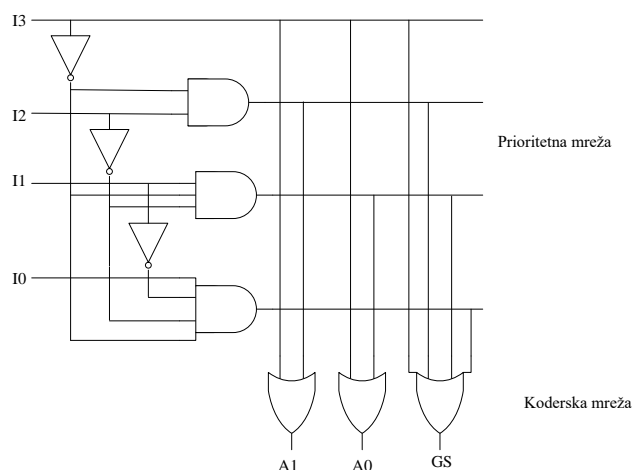 I3
I2
Prioritetna mreža
I1
I0
Koderska mreža
A1
A0
GS